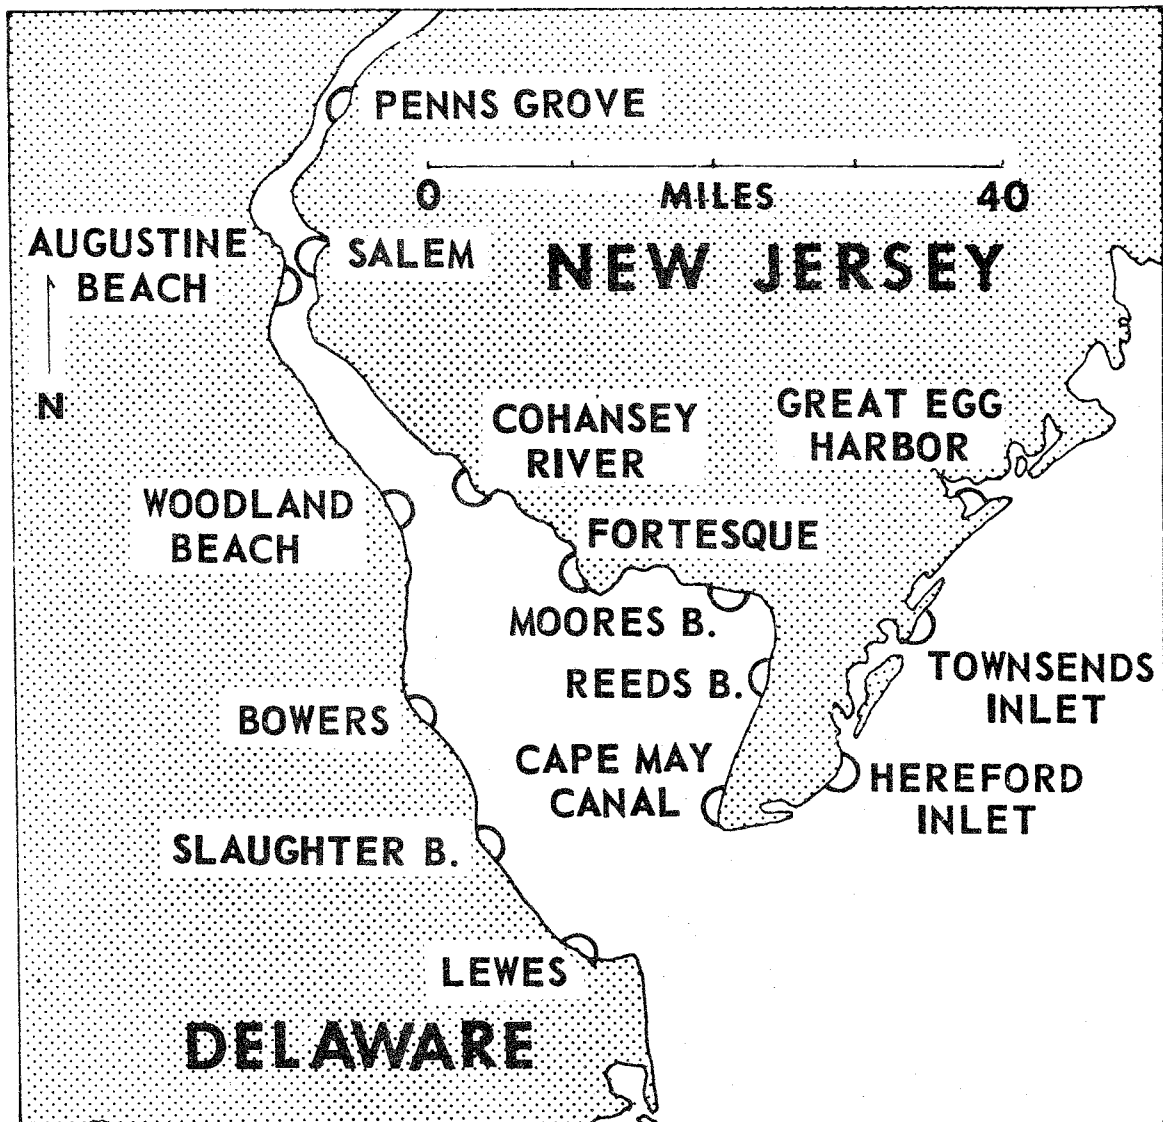 PENNS GROVE
0 MILES 40
AUGUSTINE
BEACH
SALEM
NEW JERSEY
N
COHANSEY
RIVER
GREAT EGG
HARBOR
WOODLAND
BEACH
FORTESQUE
MOORES B.
REEDS B.
TOWNSENDS
INLET
BOWERS
CAPE MAY
CANAL
HEREFORD
INLET
SLAUGHTER B.
LEWES
DELAWARE